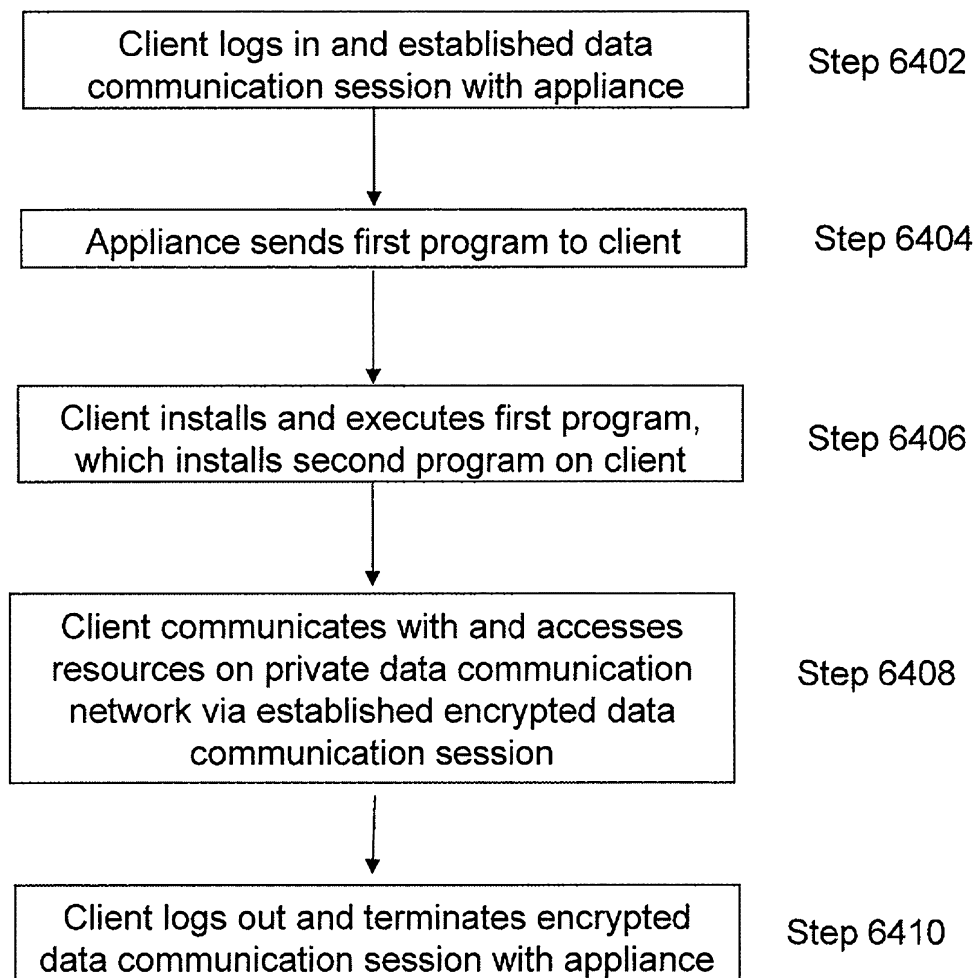 Client logs in and established data
communication session with appliance
Step 6402
Appliance sends first program to client
Step 6404
Client installs and executes first program,
which installs second program on client
Step 6406
Client communicates with and accesses
resources on private data communication
network via established encrypted data
communication session
Step 6408
Client logs out and terminates encrypted
data communication session with appliance
Step 6410